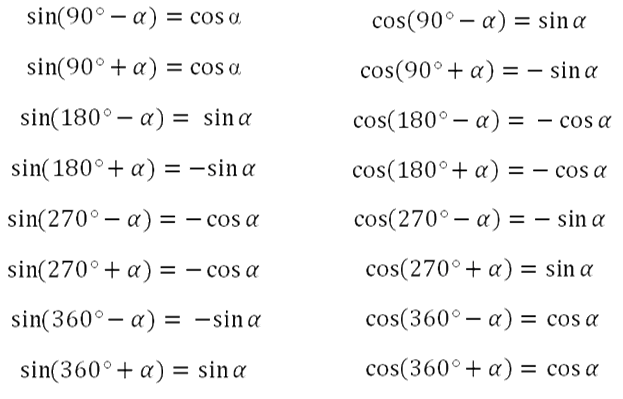 sin(90° − α) = cos α cos(90° − α) = sin α
sin(90° + α) = cos α cos(90° + α) = − sin α
sin(180° − α) = sin α cos(180° − α) = − cos α
sin(180° + α) = −sin α cos(180° + α) = − cos α
sin(270° − α) = − cos α cos(270° − α) = − sin α
sin(270° + α) = − cos α cos(270° + α) = sin α
sin(360° − α) = −sin α cos(360° − α) = cos α
sin(360° + α) = sin α cos(360° + α) = cos α